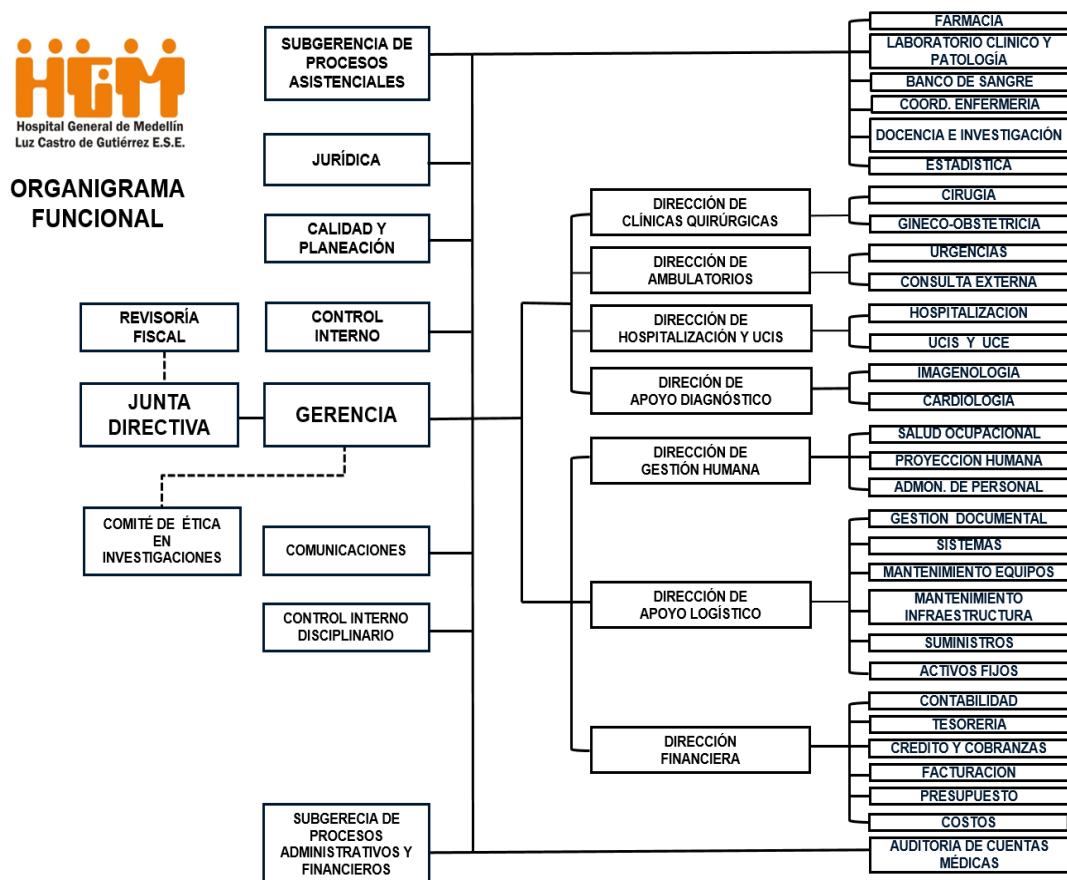 HGM
Hospital General de Medellín
Luz Castro de Gutiérrez E.S.E.
ORGANIGRAMA
FUNCIONAL
REVISORÍA
FISCAL
JUNTA
DIRECTIVA
COMITÉ DE ÉTICA
EN
INVESTIGACIONES
SUBGERENCIA DE
PROCESOS
ASISTENCIALES
JURÍDICA
CALIDAD Y
PLANEACIÓN
CONTROL
INTERNO
GERENCIA
COMUNICACIONES
CONTROL INTERNO
DISCIPLINARIO
SUBGERECIA DE
PROCESOS
ADMINISTRATIVOS Y
FINANCIEROS
DIRECCIÓN DE
CLÍNICAS QUIRÚRGICAS
DIRECCIÓN DE
AMBULATORIOS
DIRECCIÓN DE
HOSPITALIZACIÓN Y UCIS
DIRECIÓN DE
APOYO DIAGNÓSTICO
DIRECCIÓN DE
GESTIÓN HUMANA
DIRECCIÓN DE
APOYO LOGÍSTICO
DIRECCIÓN
FINANCIERA
FARMACIA
LABORATORIO CLINICO Y
PATOLOGÍA
BANCO DE SANGRE
COORD. ENFERMERIA
DOCENCIA E INVESTIGACIÓN
ESTADISTICA
CIRUGIA
GINECO-OBSTETRICIA
URGENCIAS
CONSULTA EXTERNA
HOSPITALIZACION
UCIS Y UCE
IMAGENOLOGIA
CARDIOLOGIA
SALUD OCUPACIONAL
PROYECCION HUMANA
ADMON. DE PERSONAL
GESTION DOCUMENTAL
SISTEMAS
MANTENIMIENTO EQUIPOS
MANTENIMIENTO
INFRAESTRUCTURA
SUMINISTROS
ACTIVOS FIJOS
CONTABILIDAD
TESORERIA
CREDITO Y COBRANZAS
FACTURACION
PRESUPUESTO
COSTOS
AUDITORIA DE CUENTAS
MÉDICAS